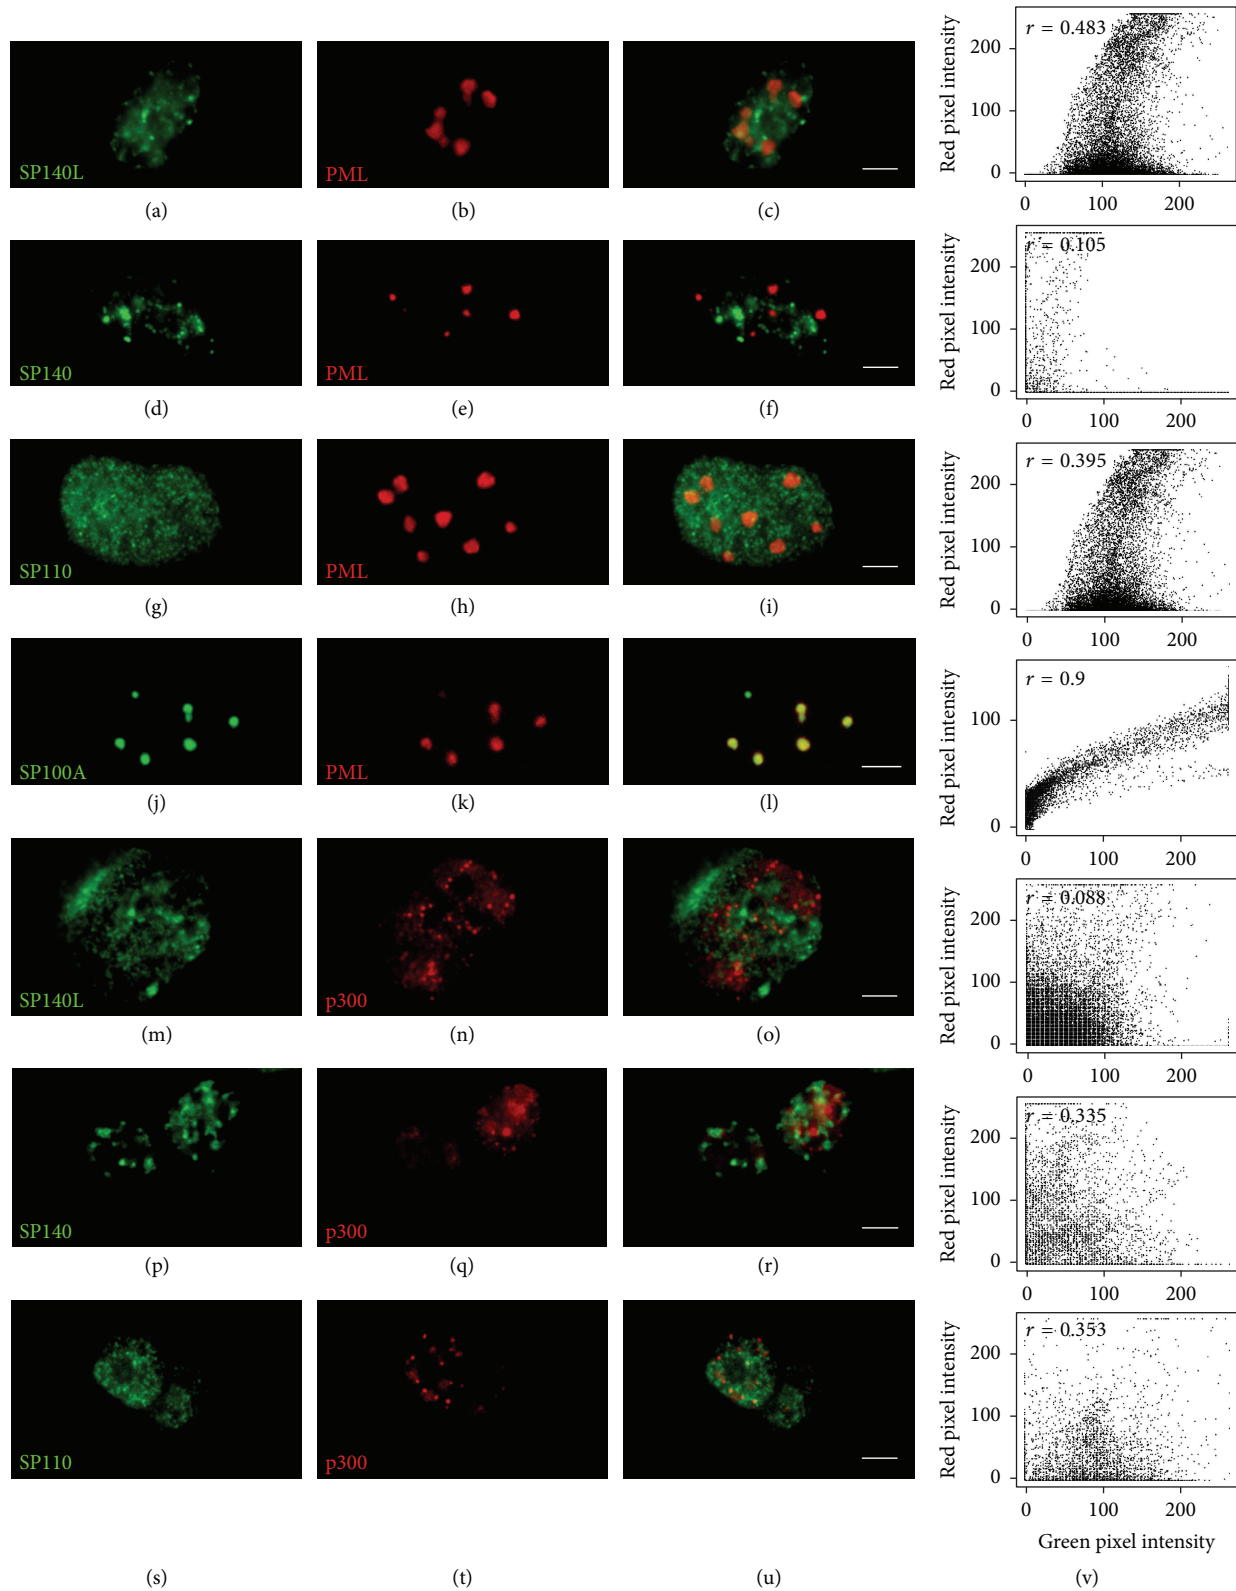 SP140L
PML
r = 0.483
Red pixel intensity
200
100
0
0
100
200
(a)
(b)
(c)
SP140
PML
r = 0.105
Red pixel intensity
200
100
0
0
100
200
(d)
(e)
(f)
SP110
PML
r = 0.395
Red pixel intensity
200
100
0
0
100
200
(g)
(h)
(i)
SP100A
PML
r = 0.9
Red pixel intensity
100
0
0
100
200
(j)
(k)
(l)
SP140L
p300
r = 0.088
Red pixel intensity
200
100
0
0
100
200
(m)
(n)
(o)
SP140
p300
r = 0.335
Red pixel intensity
200
100
0
0
100
200
(p)
(q)
(r)
SP110
p300
r = 0.353
Red pixel intensity
200
100
0
0
100
200
Green pixel intensity
(s)
(t)
(u)
(v)